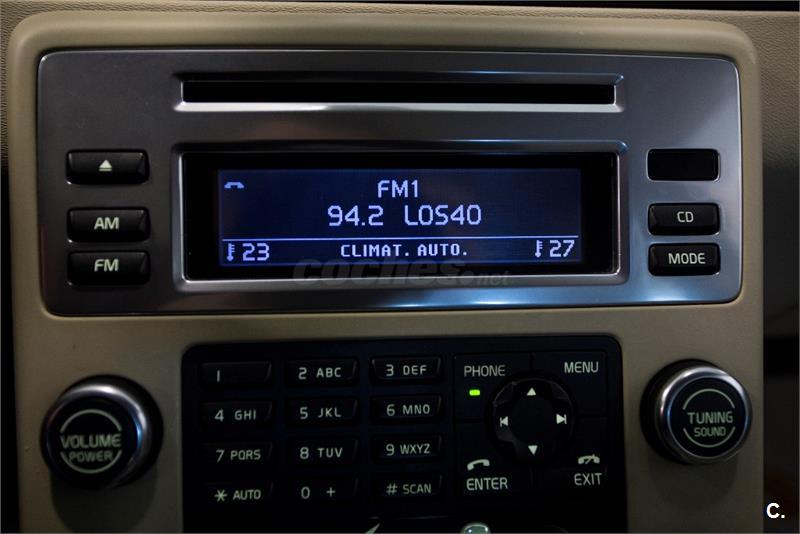 FM1
94.2 LOS40
23 CLIMAT. AUTO. 27
AM
FM
CD
MODE
coches.net
1
2 ABC
3 DEF
4 GHI
5 JKL
6 MNO
7 PQRS
8 TUV
9 WXYZ
* AUTO
0 +
# SCAN
PHONE
MENU
ENTER
EXIT
VOLUME
POWER
TUNING
SOUND
C.